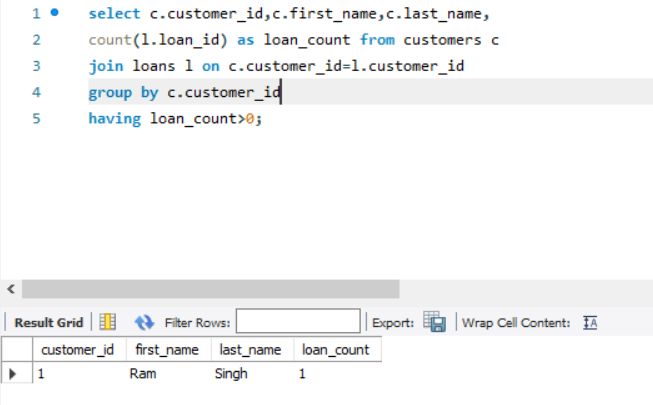 1 select c.customer_id,c.first_name,c.last_name,
2 count(l.loan_id) as loan_count from customers c
3 join loans l on c.customer_id=l.customer_id
4 group by c.customer_id
5 having loan_count>0;
Result Grid Filter Rows: Export: Wrap Cell Content: IA
customer_id first_name last_name loan_count
1 Ram Singh 1